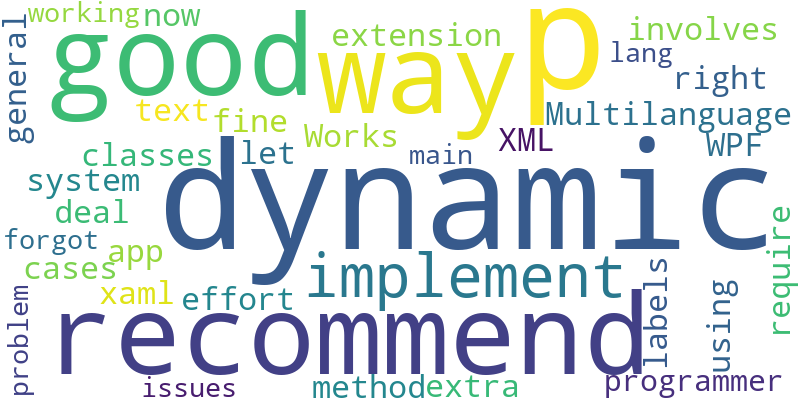 working
now
good
way
p
extension
involves
lang
right
general
text
fine
Works
Multilanguage
XML
WPF
classes
let
main
system
dynamic
deal
forgot
app
cases
xaml
effort
implement
require
labels
using
problem
recommend
issues
method
extra
programmer